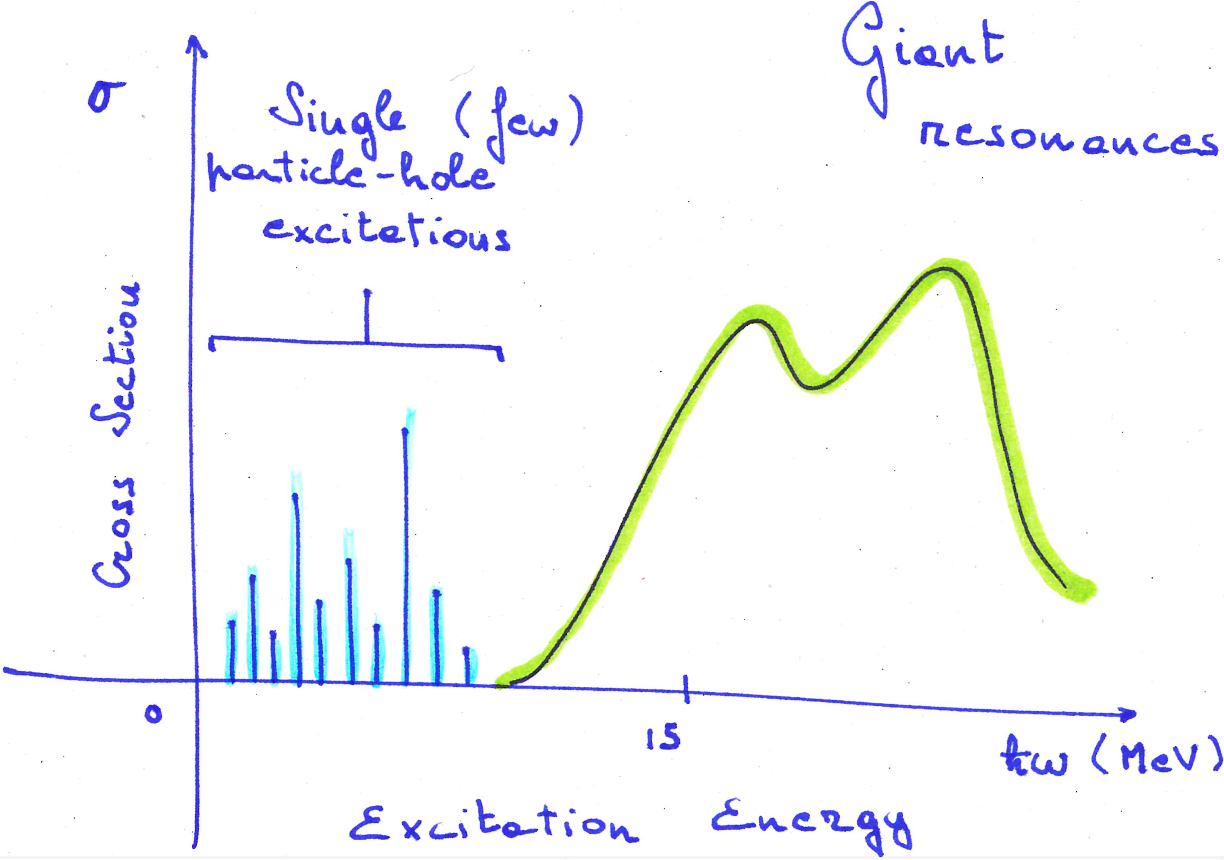 Giant
resonances
σ
Single (few)
particle-hole
excitations
Cross Section
0
15
ħω (MeV)
Excitation Energy